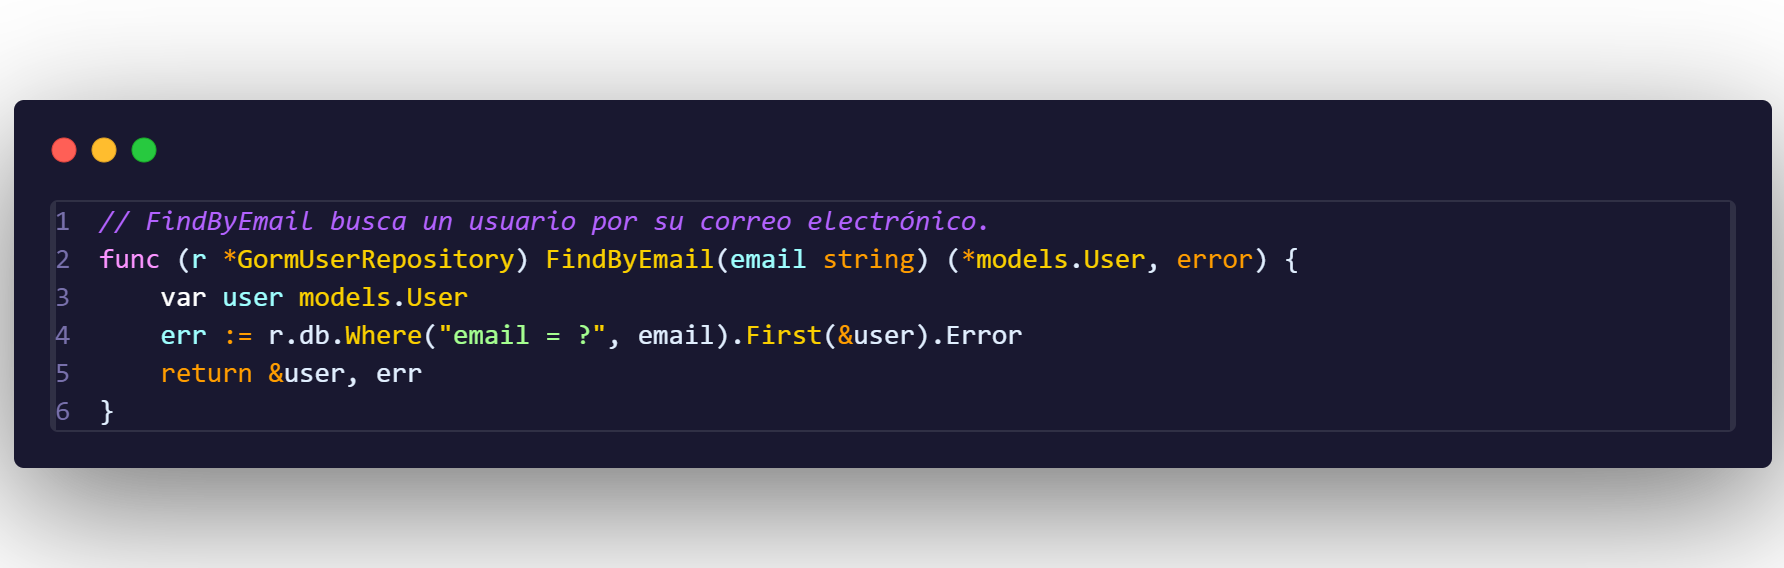 1 // FindByEmail busca un usuario por su correo electrónico.
2 func (r *GormUserRepository) FindByEmail(email string) (*models.User, error) {
3     var user models.User
4     err := r.db.Where("email = ?", email).First(&user).Error
5     return &user, err
6 }